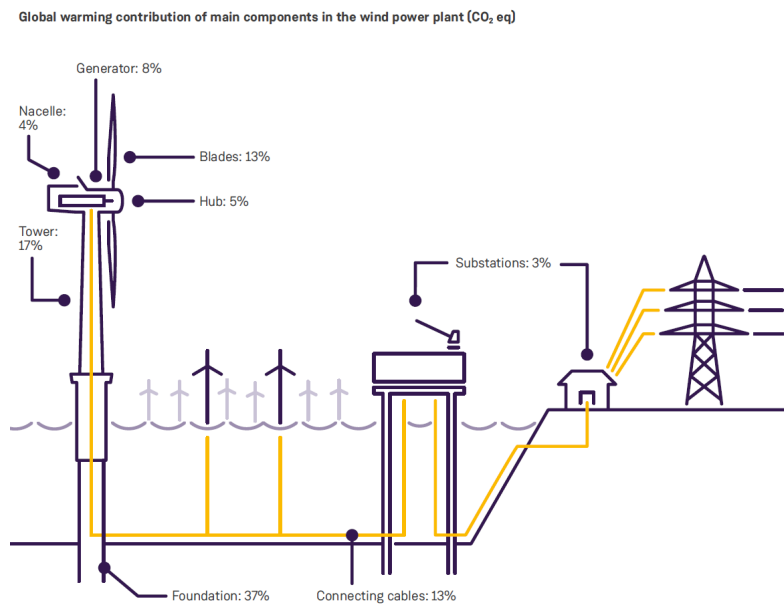 Global warming contribution of main components in the wind power plant (CO₂ eq)
Generator: 8%
Nacelle:
4%
Blades: 13%
Hub: 5%
Tower:
17%
Substations: 3%
Foundation: 37%
Connecting cables: 13%